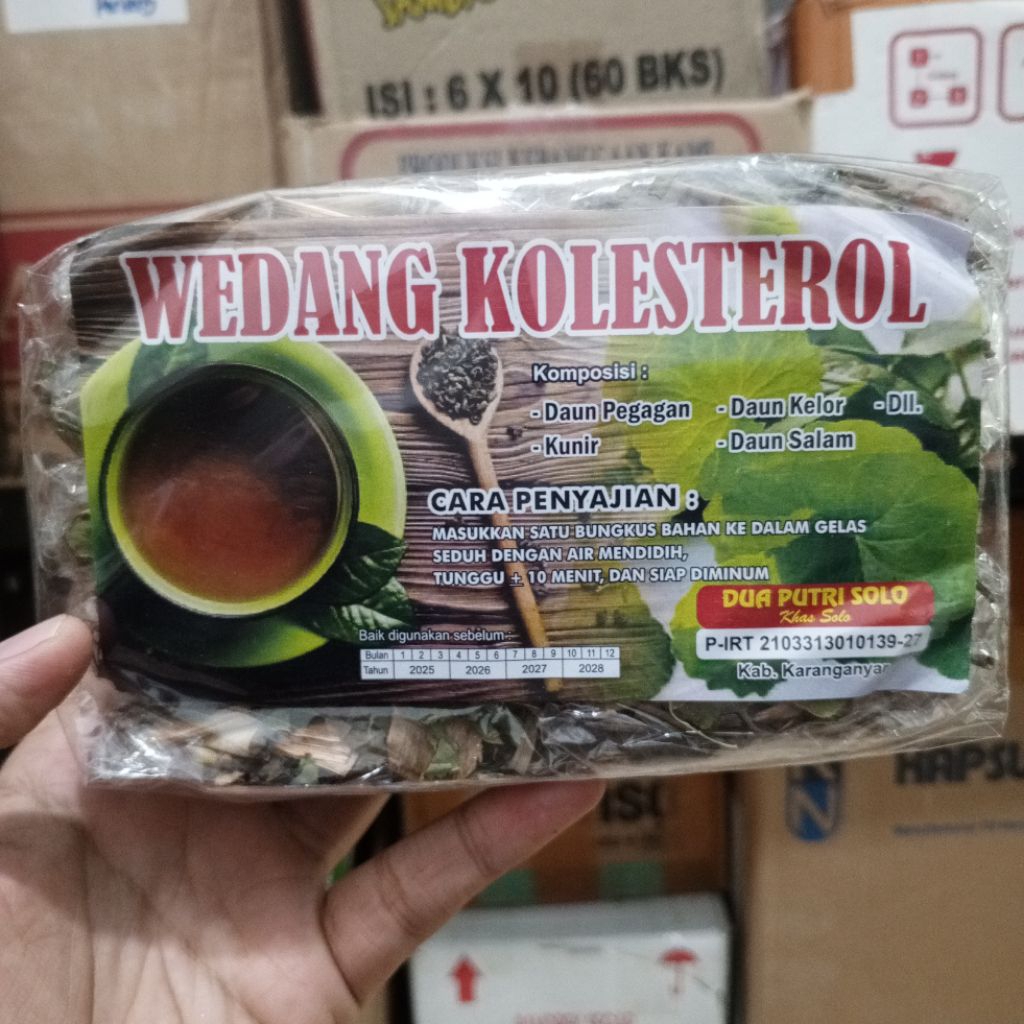 ISI : 6 X 10 (60 BKS)
WEDANG KOLESTEROL
Komposisi :
- Daun Pegagan - Daun Kelor - Dll.
- Kunir - Daun Salam
CARA PENYAJIAN :
MASUKKAN SATU BUNGKUS BAHAN KE DALAM GELAS
SEDUH DENGAN AIR MENDIDIH,
TUNGGU ± 10 MENIT, DAN SIAP DIMINUM
DUA PUTRI SOLO
Khas Solo
P-IRT 2103313010139-27
Kab. Karanganyar
Baik digunakan sebelum :
Bulan 1 2 3 4 5 6 7 8 9 10 11 12
Tahun 2025 2026 2027 2028